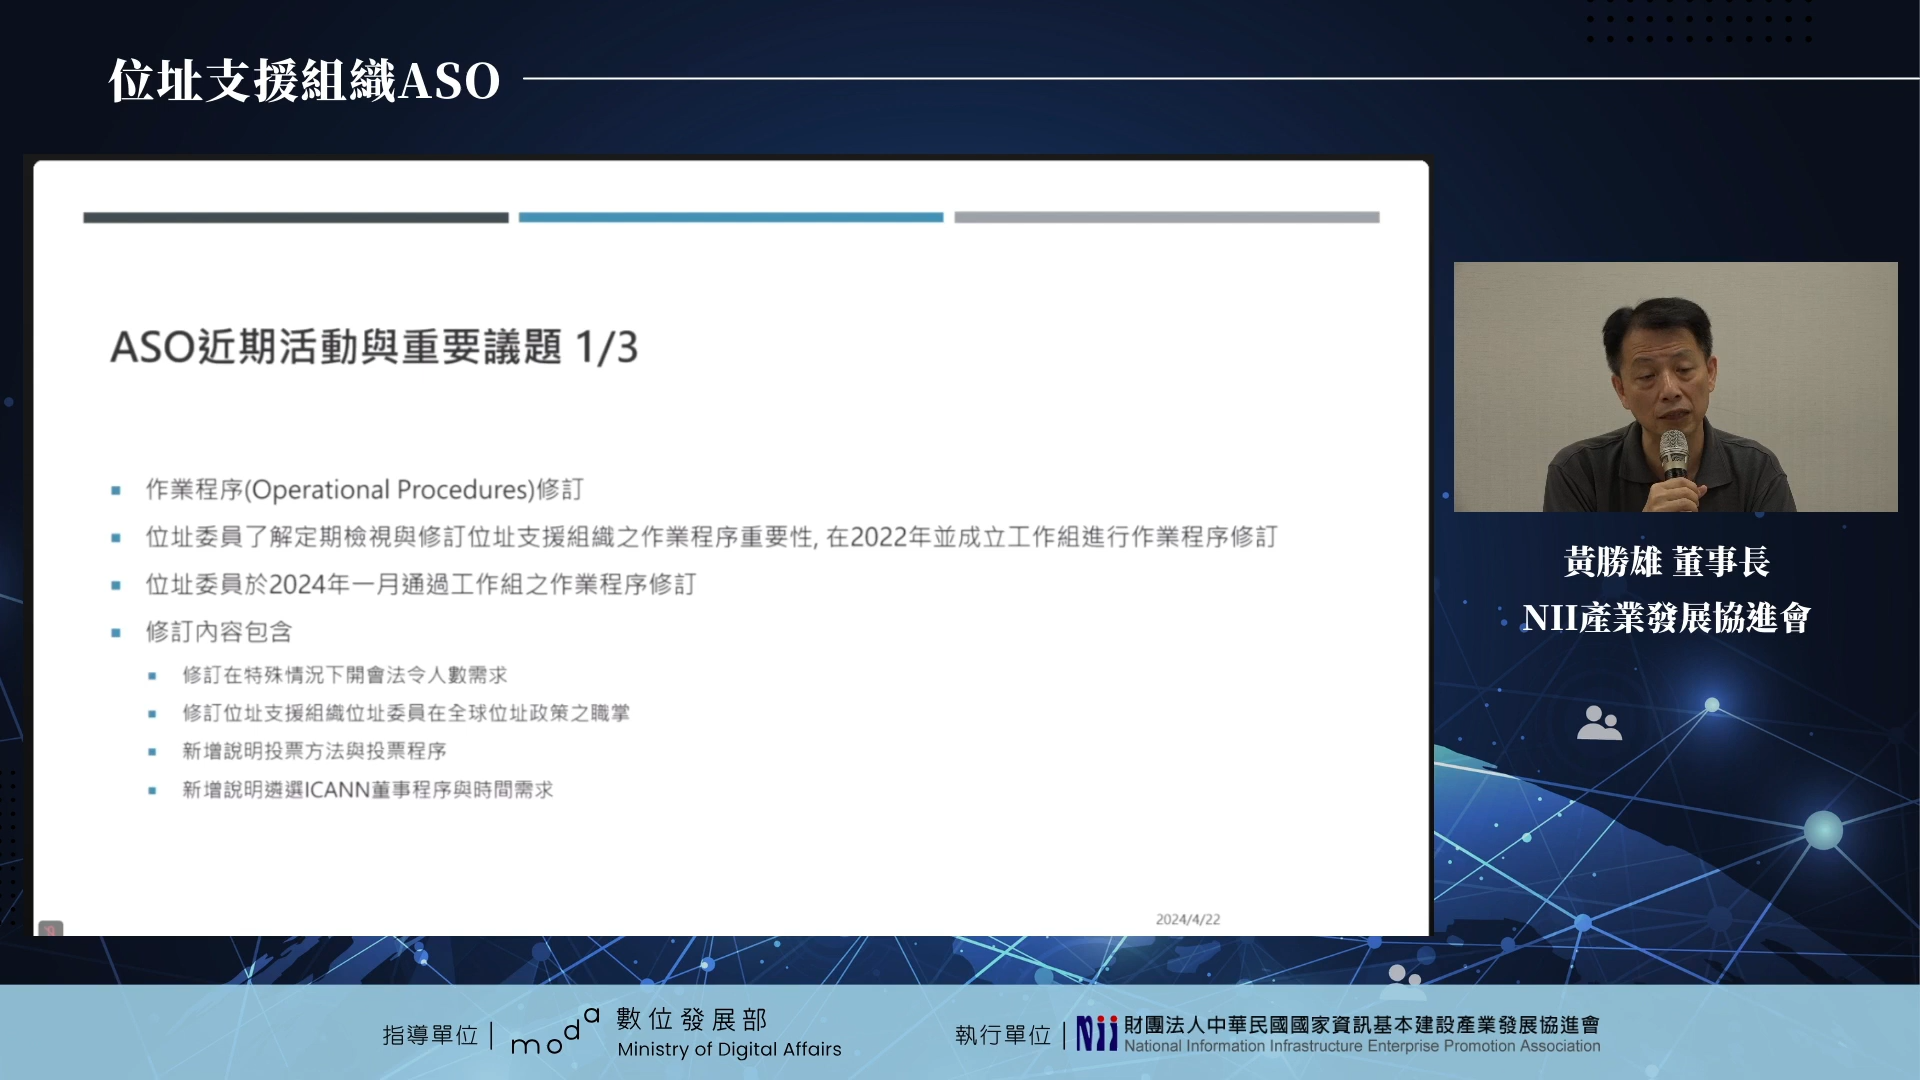 位址支援組織ASO
ASO近期活動與重要議題 1/3
作業程序(Operational Procedures)修訂
位址委員了解定期檢視與修訂位址支援組織之作業程序重要性, 在2022年並成立工作組進行作業程序修訂
位址委員於2024年一月通過工作組之作業程序修訂
修訂內容包含
修訂在特殊情況下開會法令人數需求
修訂位址支援組織位址委員在全球位址政策之職掌
新增說明投票方法與投票程序
新增說明遴選ICANN董事程序與時間需求
2024/4/22
黃勝雄 董事長
NII產業發展協進會
指導單位
moda
數位發展部
Ministry of Digital Affairs
執行單位
Nii
財團法人中華民國國家資訊基本建設產業發展協進會
National Information Infrastructure Enterprise Promotion Association